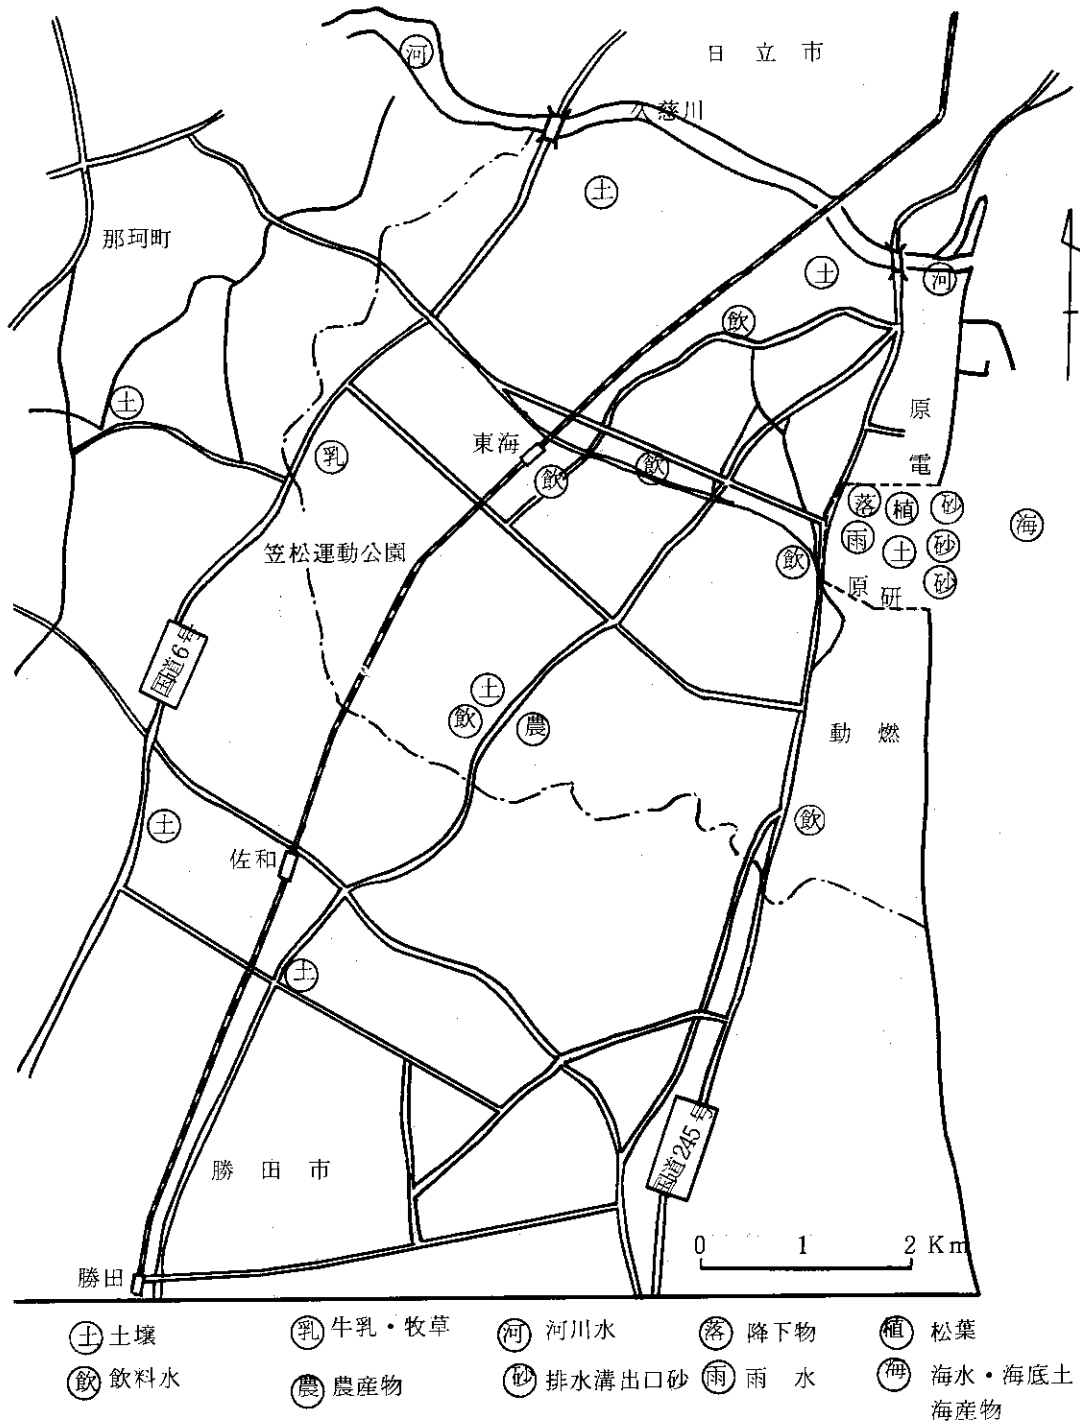 河
日立市
久慈川
土
那珂町
土
河
飲
土
原電
東海
乳
飲
飲
落 植 砂
海
雨 土 砂
飲
砂
笠松運動公園
原研
国道6号
土
飲
農
動燃
土
飲
佐和
土
国道245号
勝田市
0 1 2 Km
勝田
土 土壌 乳 牛乳・牧草 河 河川水 落 降下物 植 松葉
飲 飲料水 農 農産物 砂 排水溝出口砂 雨 雨水 海 海水・海底土
海産物